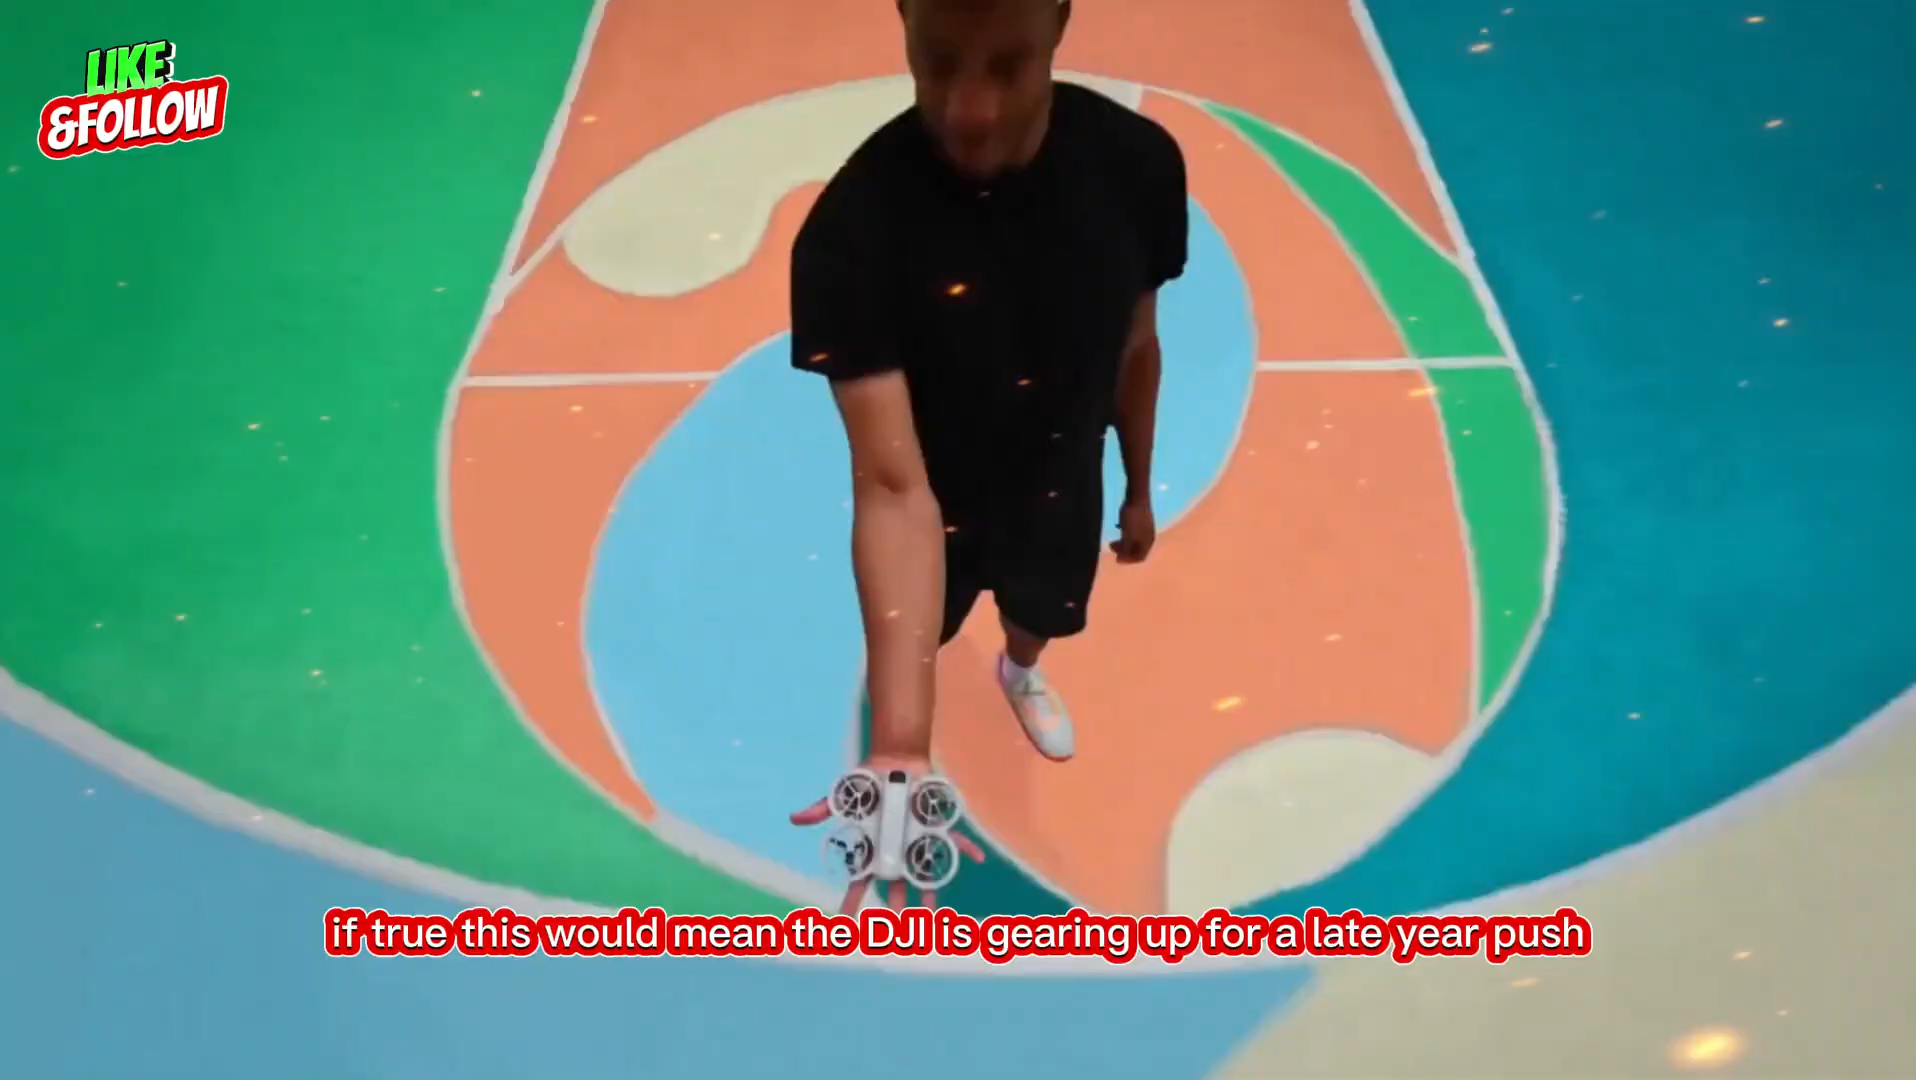 LIKE
&FOLLOW
if true this would mean the DJI is gearing up for a late year push